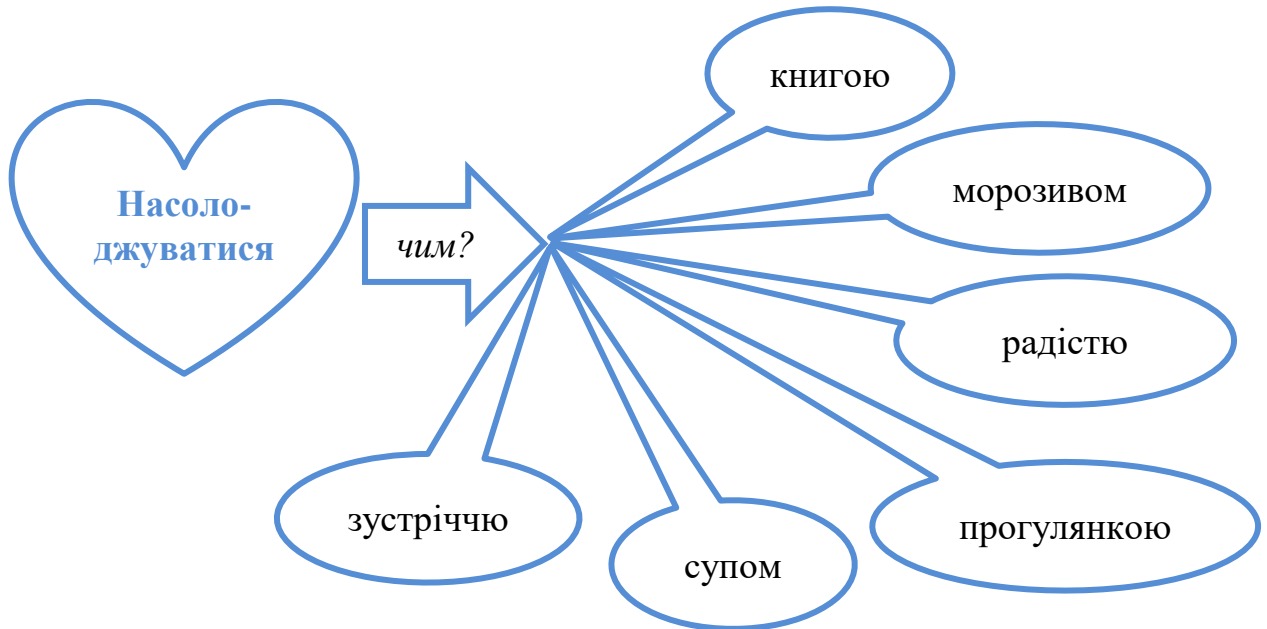 Насоло-
джуватися
чим?
книгою
морозивом
радістю
прогулянкою
супом
зустріччю